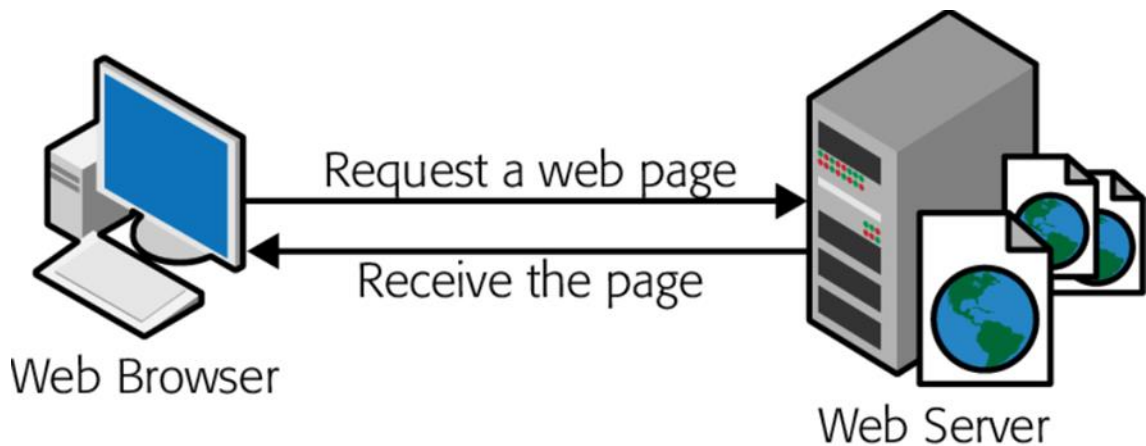 Request a web page
Receive the page
Web Browser
Web Server